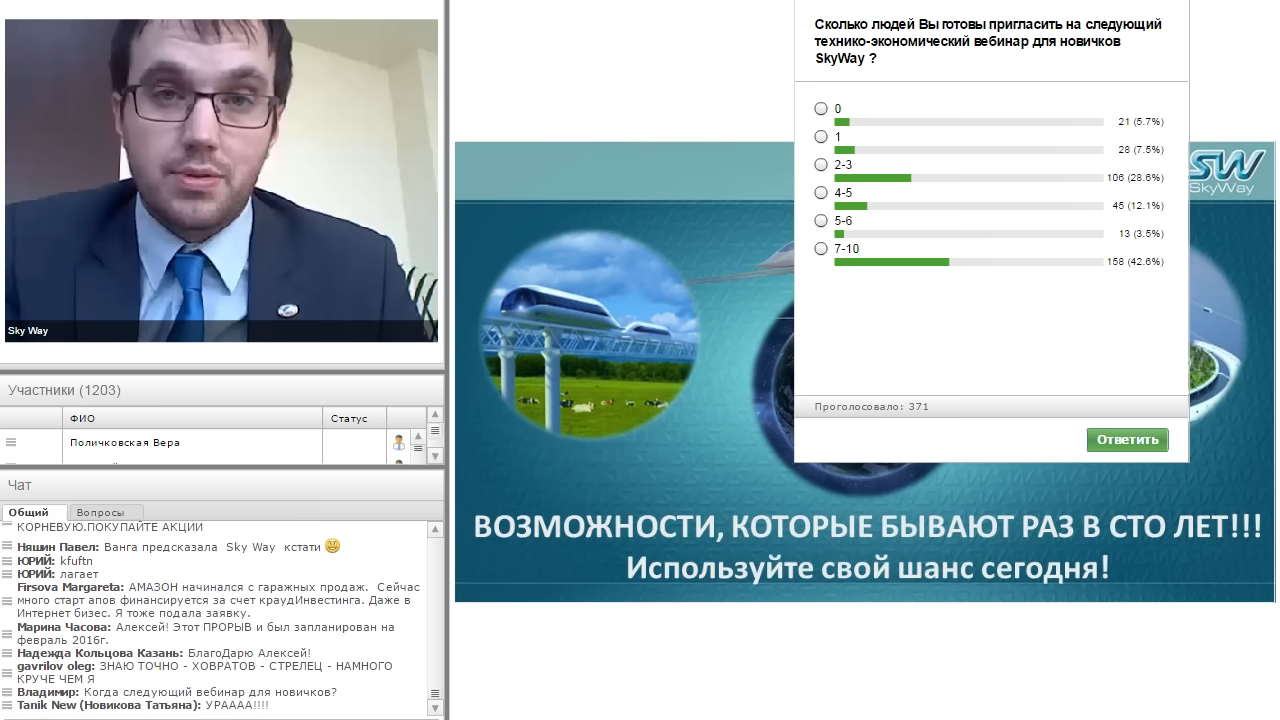 Sky Way
Участники (1203)
ФИО
Статус
Поличковская Вера
Чат
Общий
Вопросы
КОРНЕВУЮ.ПОКУПАЙТЕ АКЦИИ
Няшин Павел: Ванга предсказала Sky Way кстати
ЮРИЙ: kfuftn
ЮРИЙ: лагает
Firsova Margareta: АМАЗОН начинался с гаражных продаж. Сейчас
много старт апов финансируется за счет краудИнвестинга. Даже в
Интернет бизес. Я тоже подала заявку.
Марина Часова: Алексей! Этот ПРОРЫВ и был запланирован на
февраль 2016г.
Надежда Кольцова Казань: БлагоДарю Алексей!
gavrilov oleg: ЗНАЮ ТОЧНО - ХОВРАТОВ - СТРЕЛЕЦ - НАМНОГО
КРУЧЕ ЧЕМ Я
Владимир: Когда следующий вебинар для новичков?
Tanik New (Новикова Татьяна): УРАААА!!!!
Сколько людей Вы готовы пригласить на следующий
технико-экономический вебинар для новичков
SkyWay ?
0
21 (5.7%)
1
28 (7.5%)
2-3
106 (28.6%)
4-5
45 (12.1%)
5-6
13 (3.5%)
7-10
158 (42.6%)
Проголосовало: 371
Ответить
SW
SkyWay
ВОЗМОЖНОСТИ, КОТОРЫЕ БЫВАЮТ РАЗ В СТО ЛЕТ!!!
Используйте свой шанс сегодня!